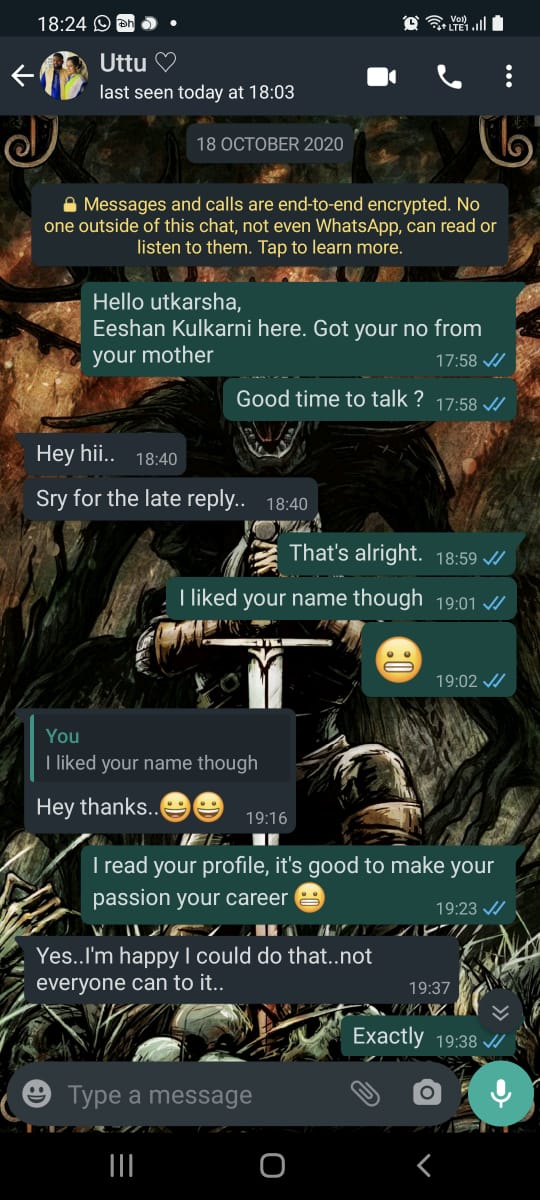 18:24
Dh
Vo))
LTE1
Uttu ♡
last seen today at 18:03
18 OCTOBER 2020
Messages and calls are end-to-end encrypted. No
one outside of this chat, not even WhatsApp, can read or
listen to them. Tap to learn more.
Hello utkarsha,
Eeshan Kulkarni here. Got your no from
your mother
17:58
Good time to talk ? 17:58
Hey hii.. 18:40
Sry for the late reply.. 18:40
That's alright. 18:59
I liked your name though 19:01
😬
19:02
You
I liked your name though
Hey thanks..😀😀 19:16
I read your profile, it's good to make your
passion your career 😬
19:23
Yes..I'm happy I could do that..not
everyone can to it..
19:37
Exactly 19:38
Type a message